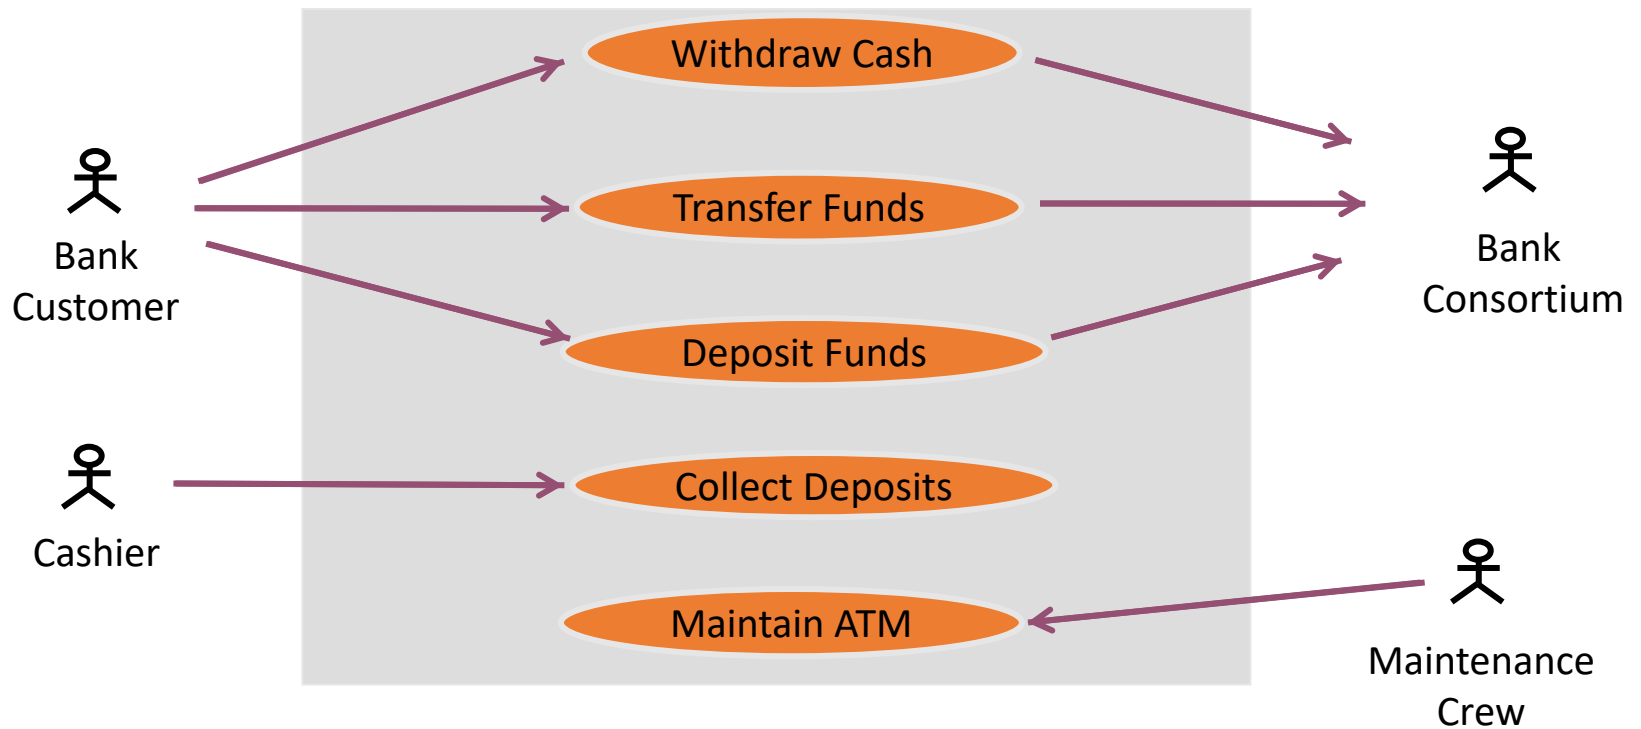 Withdraw Cash
Transfer Funds
Bank
Customer
Bank
Consortium
Deposit Funds
Collect Deposits
Cashier
Maintain ATM
Maintenance
Crew